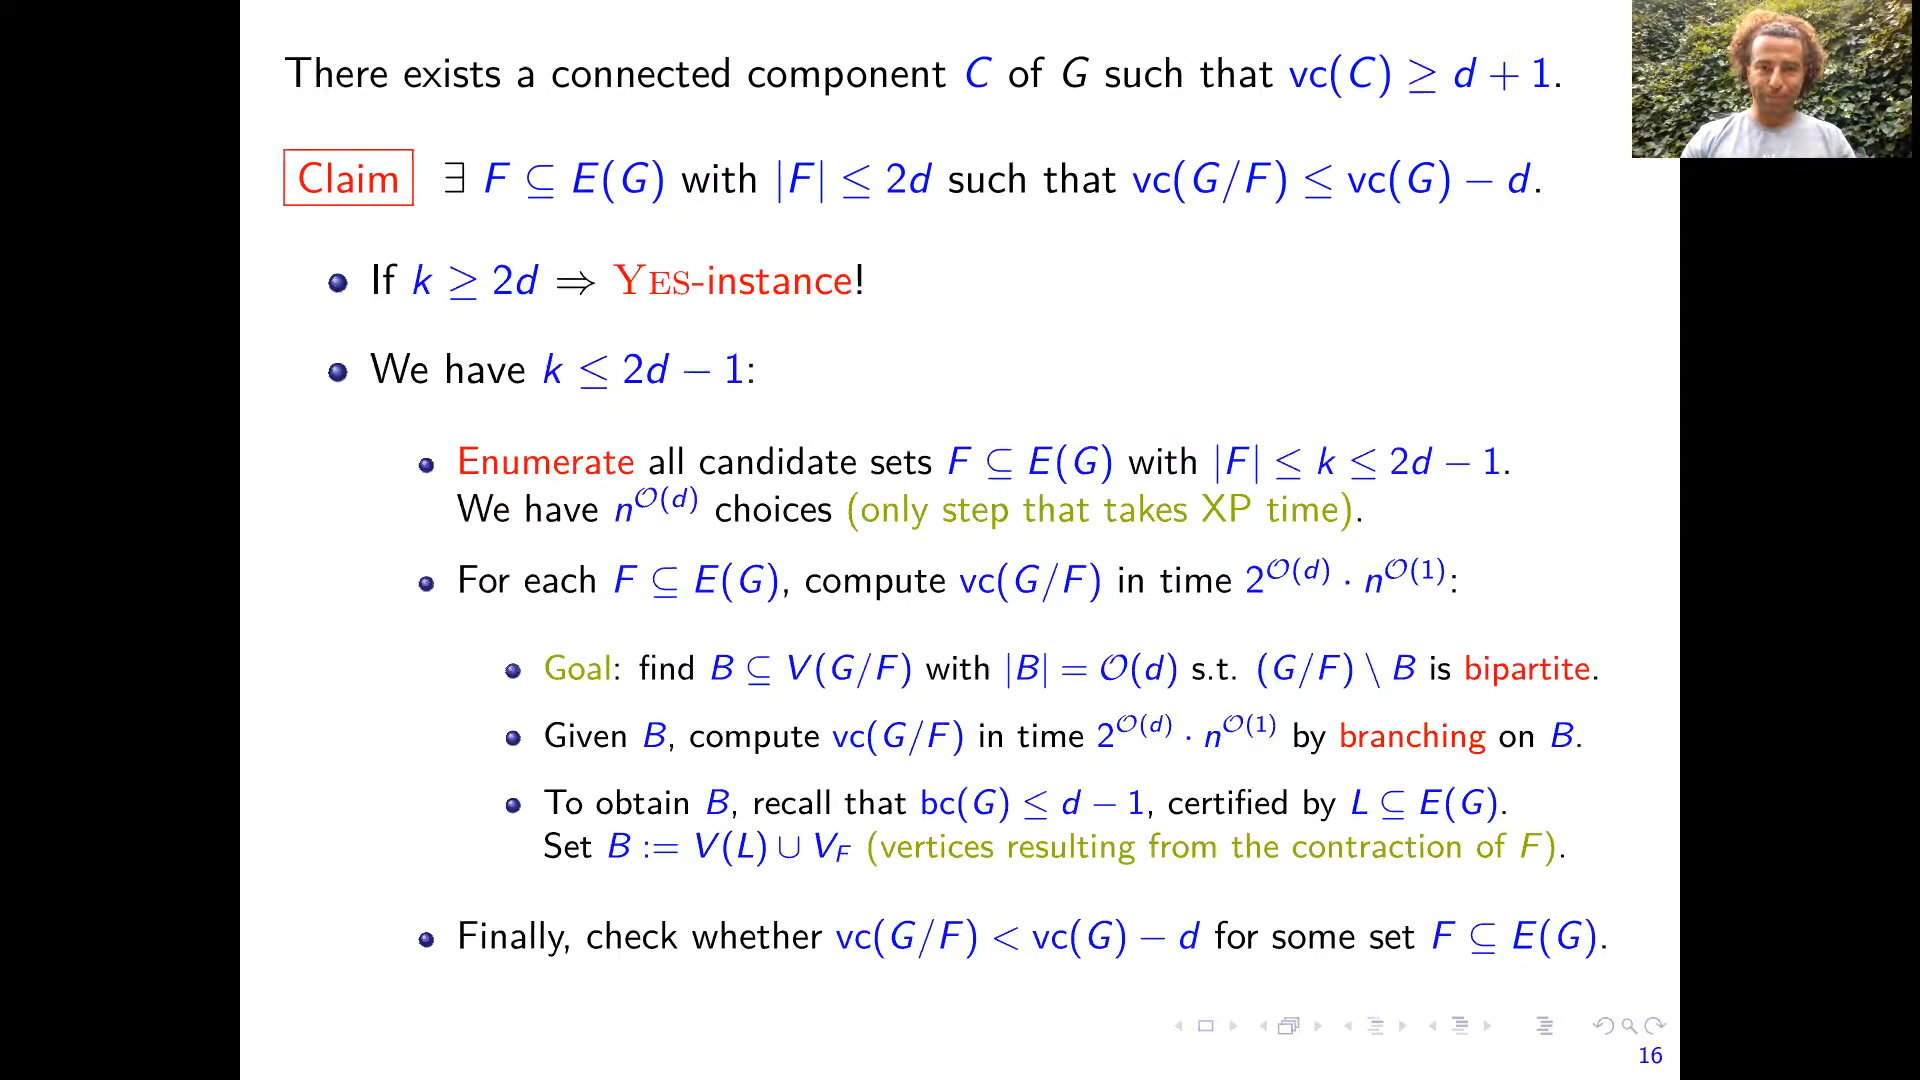 There exists a connected component C of G such that vc(C) ≥ d + 1.
Claim ∃ F ⊆ E(G) with |F| ≤ 2d such that vc(G/F) ≤ vc(G) − d.
If k ≥ 2d ⇒ Yes-instance!
We have k ≤ 2d − 1:
Enumerate all candidate sets F ⊆ E(G) with |F| ≤ k ≤ 2d − 1.
We have n^{𝒪(d)} choices (only step that takes XP time).
For each F ⊆ E(G), compute vc(G/F) in time 2^{𝒪(d)} · n^{𝒪(1)}:
Goal: find B ⊆ V(G/F) with |B| = 𝒪(d) s.t. (G/F) \ B is bipartite.
Given B, compute vc(G/F) in time 2^{𝒪(d)} · n^{𝒪(1)} by branching on B.
To obtain B, recall that bc(G) ≤ d − 1, certified by L ⊆ E(G).
Set B := V(L) ∪ V_F (vertices resulting from the contraction of F).
Finally, check whether vc(G/F) < vc(G) − d for some set F ⊆ E(G).
16